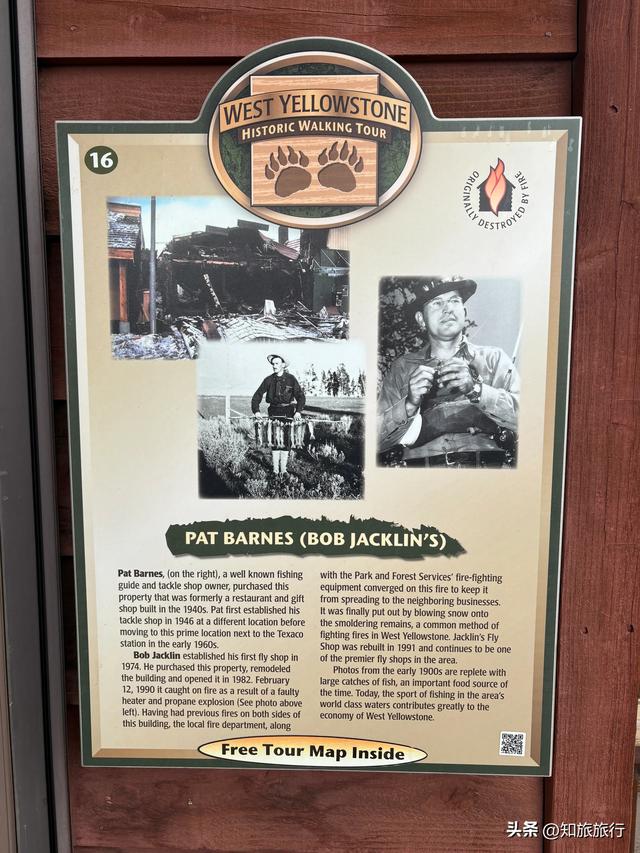 WEST YELLOWSTONE
HISTORIC WALKING TOUR
16
ORIGINALLY DESTROYED BY FIRE
PAT BARNES (BOB JACKLIN'S)
Pat Barnes, (on the right), a well known fishing
guide and tackle shop owner, purchased this
property that was formerly a restaurant and gift
shop built in the 1940s. Pat first established his
tackle shop in 1946 at a different location before
moving to this prime location next to the Texaco
station in the early 1960s.
Bob Jacklin established his first fly shop in
1974. He purchased this property, remodeled
the building and opened it in 1982. February
12, 1990 it caught on fire as a result of a faulty
heater and propane explosion (See photo above
left). Having had previous fires on both sides of
this building, the local fire department, along
with the Park and Forest Services' fire-fighting
equipment converged on this fire to keep it
from spreading to the neighboring businesses.
It was finally put out by blowing snow onto
the smoldering remains, a common method of
fighting fires in West Yellowstone. Jacklin's Fly
Shop was rebuilt in 1991 and continues to be one
of the premier fly shops in the area.
Photos from the early 1900s are replete with
large catches of fish, an important food source of
the time. Today, the sport of fishing in the area's
world class waters contributes greatly to the
economy of West Yellowstone.
Free Tour Map Inside
头条 @知旅旅行